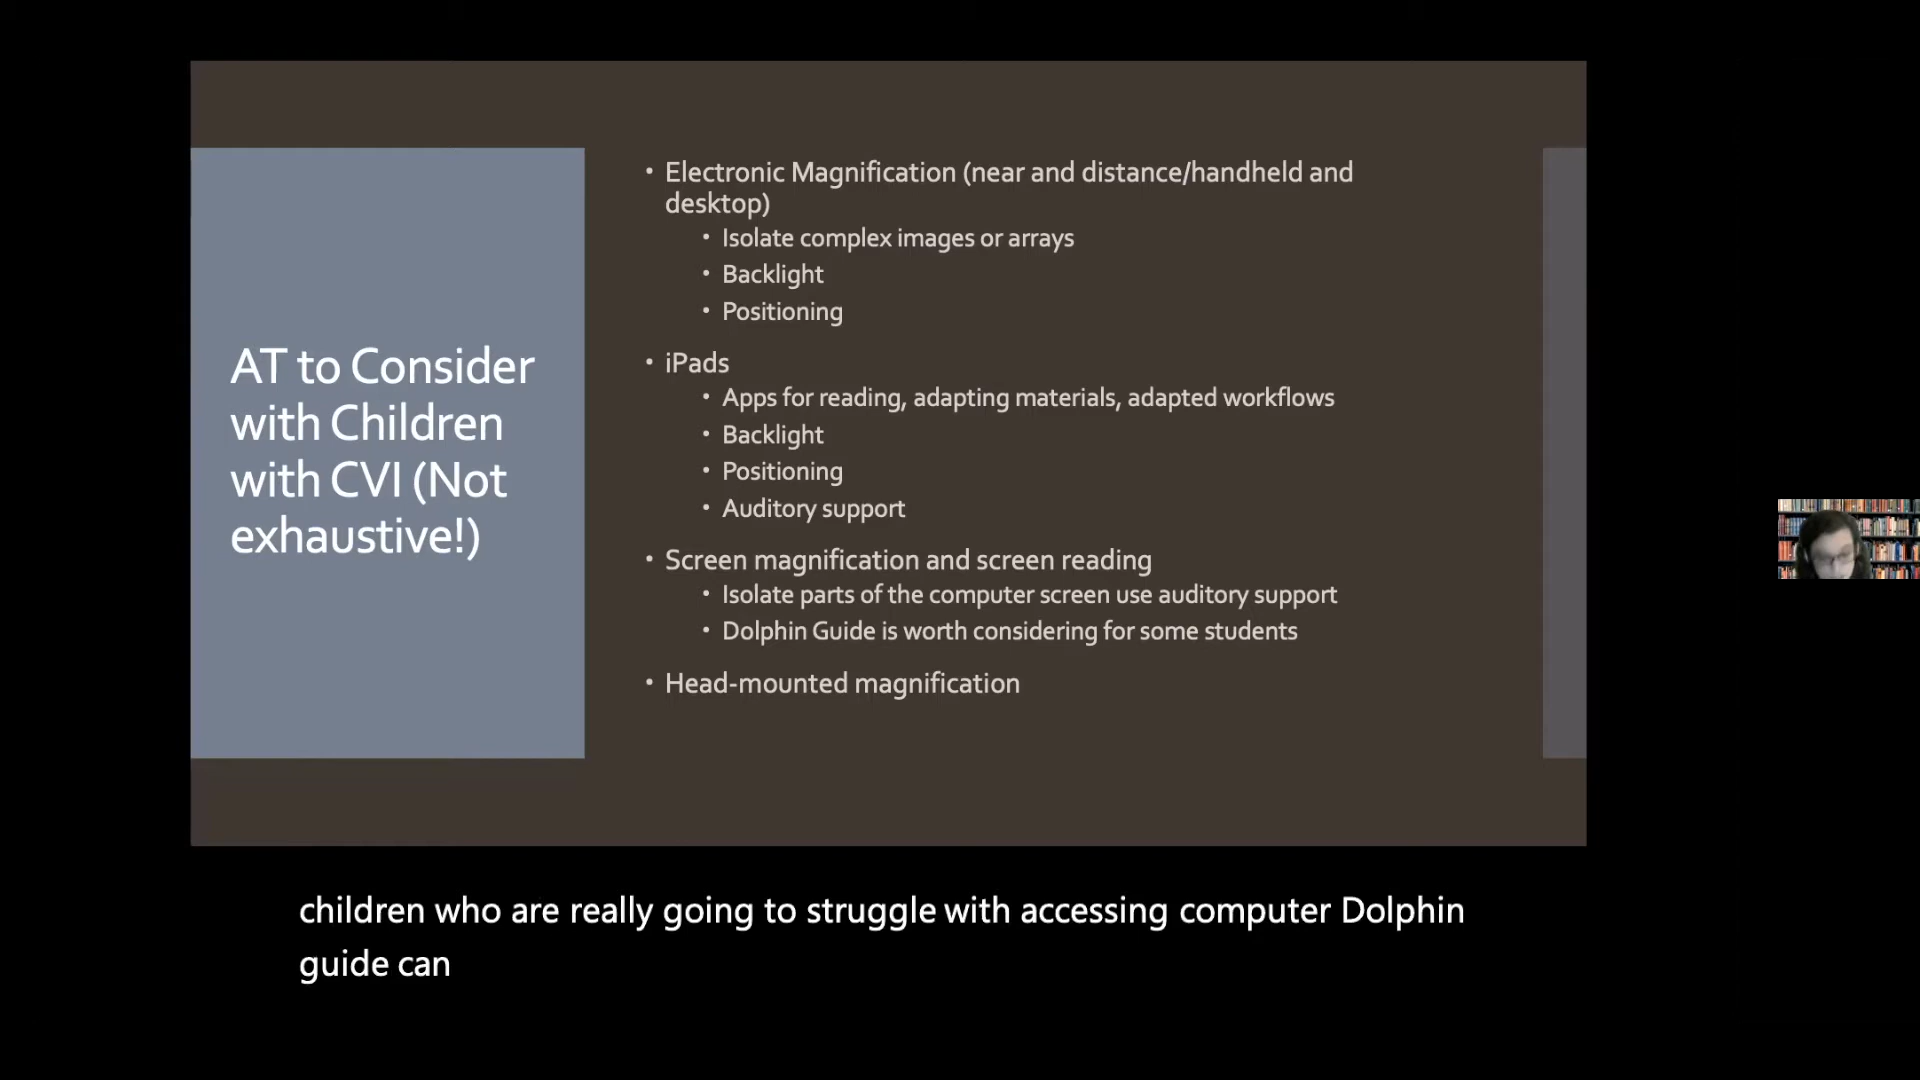 AT to Consider
with Children
with CVI (Not
exhaustive!)
• Electronic Magnification (near and distance/handheld and
desktop)
• Isolate complex images or arrays
• Backlight
• Positioning
• iPads
• Apps for reading, adapting materials, adapted workflows
• Backlight
• Positioning
• Auditory support
• Screen magnification and screen reading
• Isolate parts of the computer screen use auditory support
• Dolphin Guide is worth considering for some students
• Head-mounted magnification
children who are really going to struggle with accessing computer Dolphin
guide can